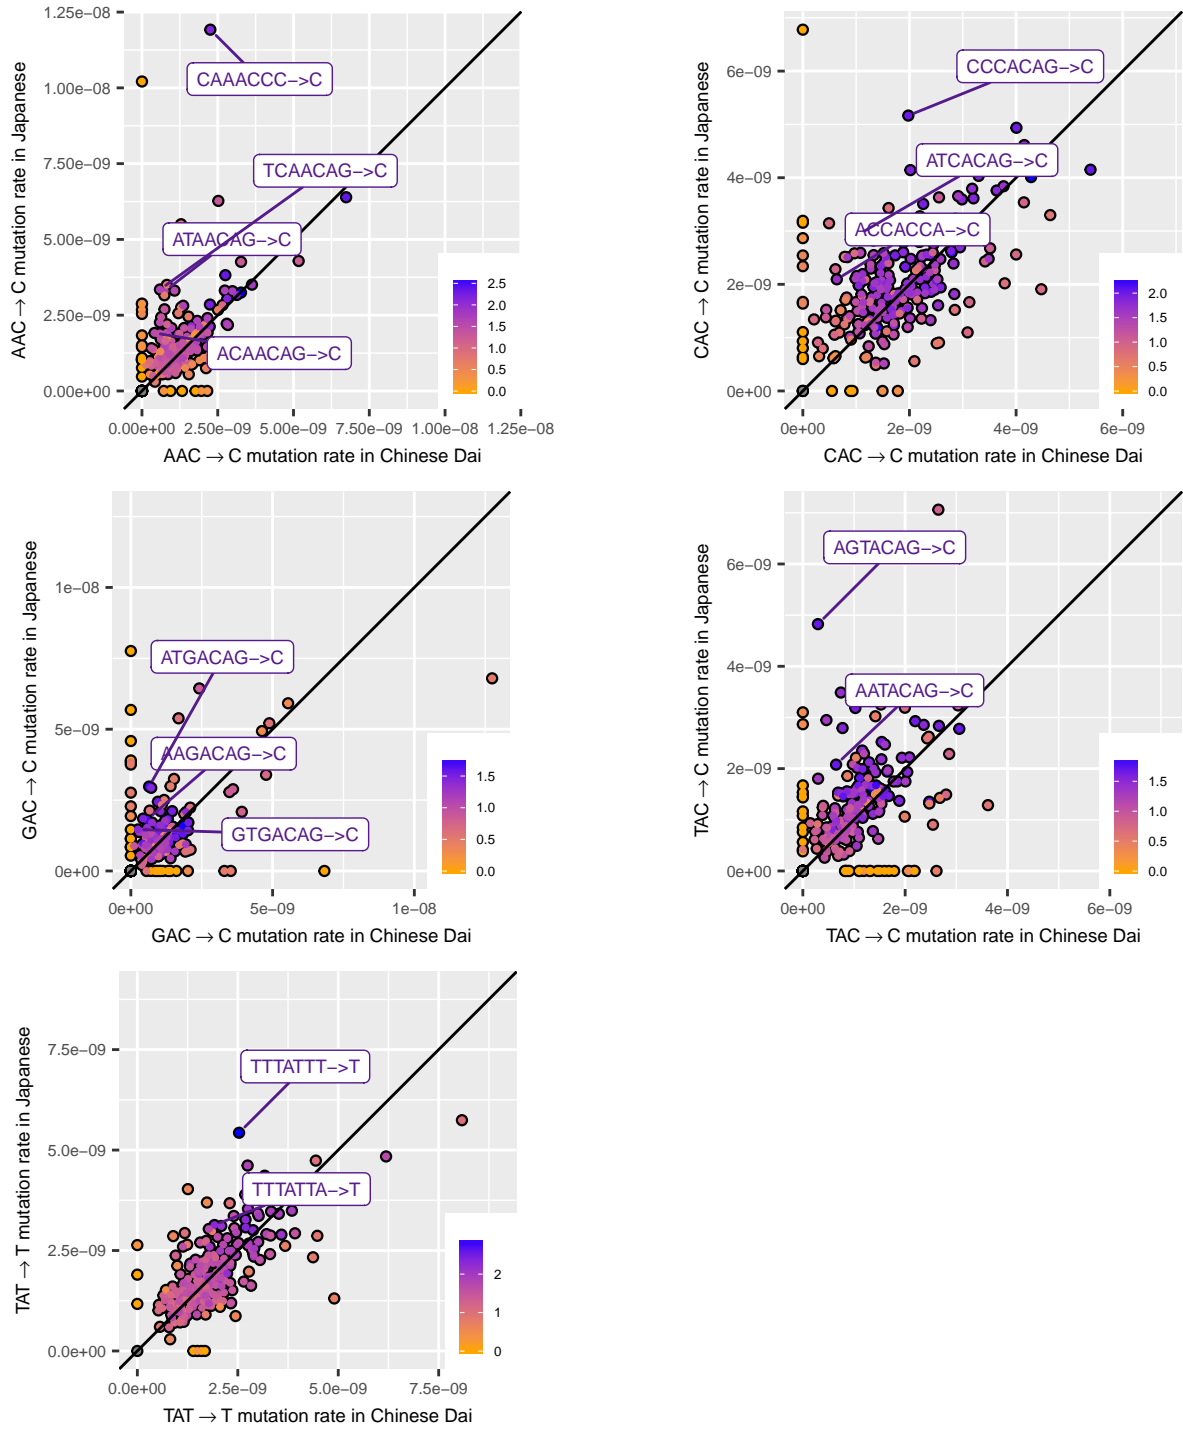 1.25e−08
1.00e−08
7.50e−09
5.00e−09
2.50e−09
0.00e+00
AAC → C mutation rate in Japanese
CAAACCC−>C
TCAACAG−>C
ATAACAG−>C
ACAACAG−>C
2.5
2.0
1.5
1.0
0.5
0.0
0.00e+00 2.50e−09 5.00e−09 7.50e−09 1.00e−08 1.25e−08
AAC → C mutation rate in Chinese Dai
6e−09
4e−09
2e−09
0e+00
CAC → C mutation rate in Japanese
CCCACAG−>C
ATCACAG−>C
ACCACCA−>C
2.0
1.5
1.0
0.5
0.0
0e+00 2e−09 4e−09 6e−09
CAC → C mutation rate in Chinese Dai
1e−08
5e−09
0e+00
GAC → C mutation rate in Japanese
ATGACAG−>C
AAGACAG−>C
GTGACAG−>C
1.5
1.0
0.5
0.0
0e+00 5e−09 1e−08
GAC → C mutation rate in Chinese Dai
6e−09
4e−09
2e−09
0e+00
TAC → C mutation rate in Japanese
AGTACAG−>C
AATACAG−>C
1.5
1.0
0.5
0.0
0e+00 2e−09 4e−09 6e−09
TAC → C mutation rate in Chinese Dai
7.5e−09
5.0e−09
2.5e−09
0.0e+00
TAT → T mutation rate in Japanese
TTTATTT−>T
TTTATTA−>T
2
1
0
0.0e+00 2.5e−09 5.0e−09 7.5e−09
TAT → T mutation rate in Chinese Dai